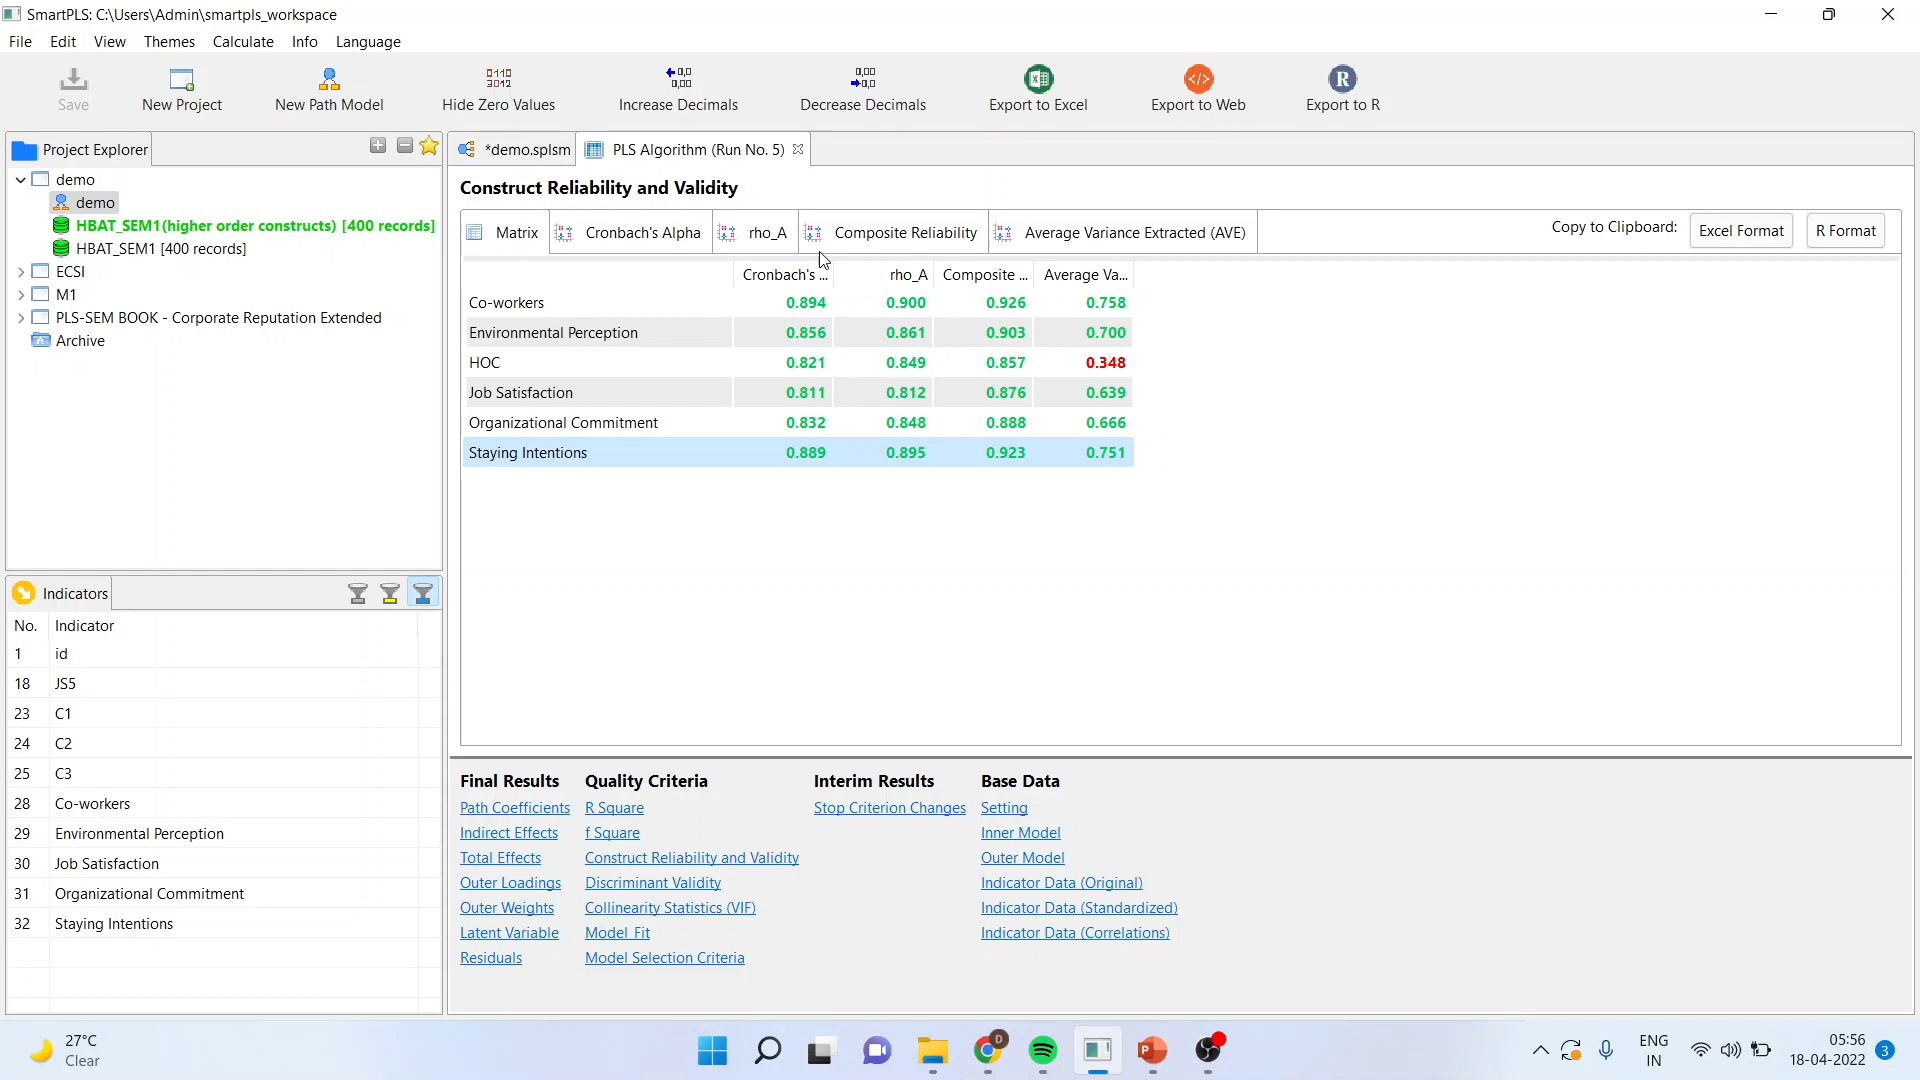 SmartPLS: C:\Users\Admin\smartpls_workspace
File Edit View Themes Calculate Info Language
Save New Project New Path Model Hide Zero Values Increase Decimals Decrease Decimals Export to Excel Export to Web Export to R
Project Explorer
demo
demo
HBAT_SEM1(higher order constructs) [400 records]
HBAT_SEM1 [400 records]
ECSI
M1
PLS-SEM BOOK - Corporate Reputation Extended
Archive
Indicators
No. Indicator
1 id
18 JS5
23 C1
24 C2
25 C3
28 Co-workers
29 Environmental Perception
30 Job Satisfaction
31 Organizational Commitment
32 Staying Intentions
*demo.splsm PLS Algorithm (Run No. 5)
Construct Reliability and Validity
Matrix Cronbach's Alpha rho_A Composite Reliability Average Variance Extracted (AVE) Copy to Clipboard: Excel Format R Format
Cronbach's ... rho_A Composite ... Average Va...
Co-workers 0.894 0.900 0.926 0.758
Environmental Perception 0.856 0.861 0.903 0.700
HOC 0.821 0.849 0.857 0.348
Job Satisfaction 0.811 0.812 0.876 0.639
Organizational Commitment 0.832 0.848 0.888 0.666
Staying Intentions 0.889 0.895 0.923 0.751
Final Results Quality Criteria Interim Results Base Data
Path Coefficients R Square Stop Criterion Changes Setting
Indirect Effects f Square Inner Model
Total Effects Construct Reliability and Validity Outer Model
Outer Loadings Discriminant Validity Indicator Data (Original)
Outer Weights Collinearity Statistics (VIF) Indicator Data (Standardized)
Latent Variable Model_Fit Indicator Data (Correlations)
Residuals Model Selection Criteria
27°C
Clear
ENG
IN
05:56
18-04-2022
3